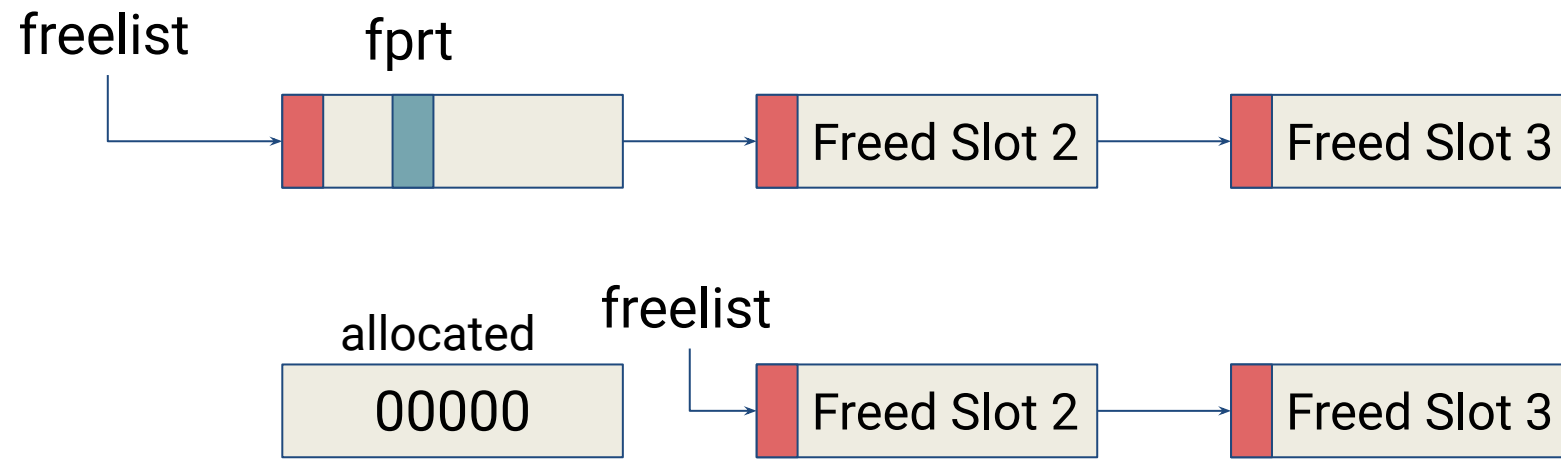 freelist
fprt
Freed Slot 2
Freed Slot 3
freelist
allocated
00000
Freed Slot 2
Freed Slot 3